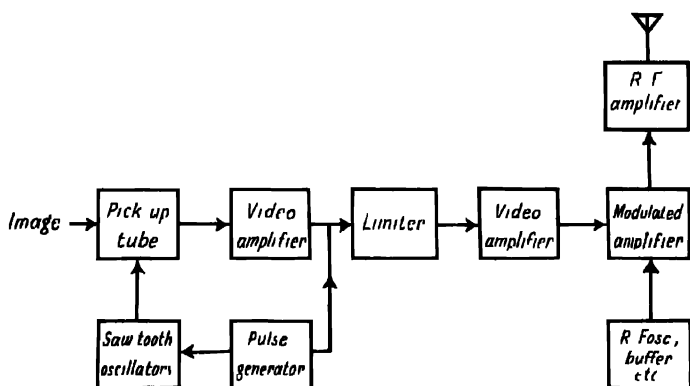 R F
amplifier
Image
Pick up
tube
Video
amplifier
Limiter
Video
amplifier
Modulated
amplifier
Saw tooth
oscillators
Pulse
generator
R F osc,
buffer
etc